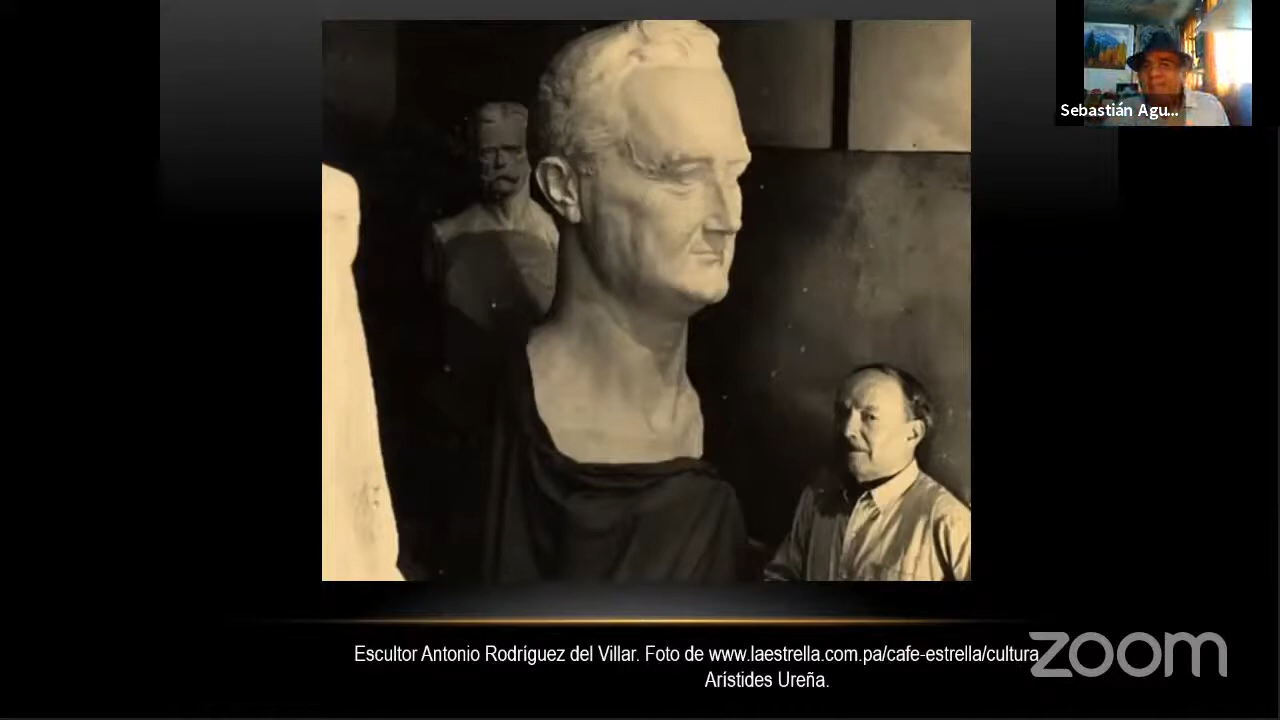 Sebastián Agu...
Escultor Antonio Rodríguez del Villar. Foto de www.laestrella.com.pa/cafe-estrella/cultura
Arístides Ureña.
zoom